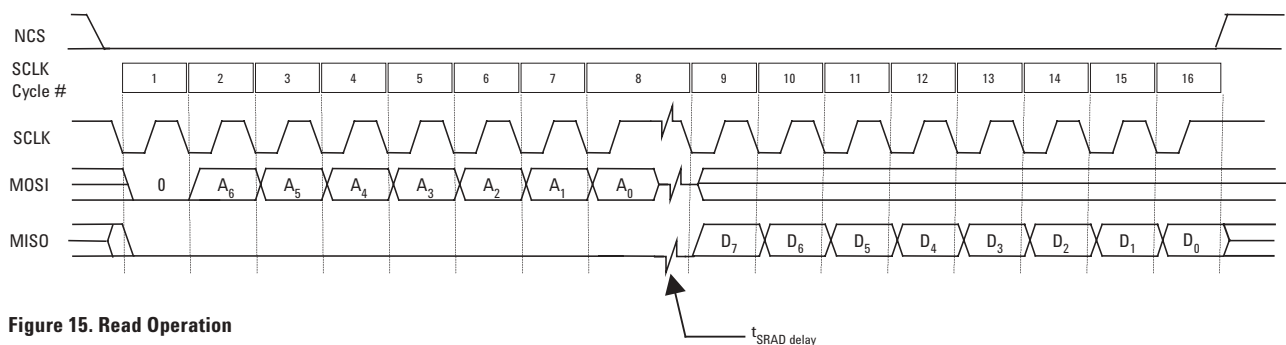 NCS
SCLK
Cycle #
1 2 3 4 5 6 7 8 9 10 11 12 13 14 15 16
SCLK
MOSI 0 A6 A5 A4 A3 A2 A1 A0
MISO D7 D6 D5 D4 D3 D2 D1 D0
Figure 15. Read Operation
tSRAD delay